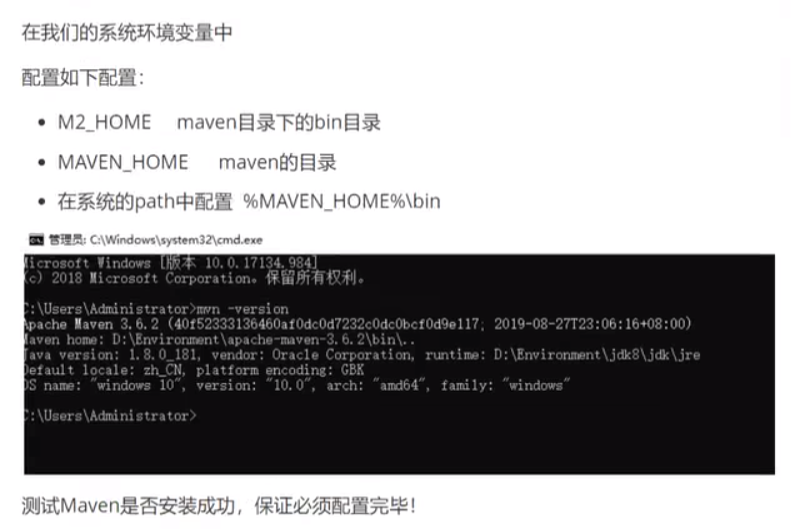 在我们的系统环境变量中
配置如下配置：
• M2_HOME maven目录下的bin目录
• MAVEN_HOME maven的目录
• 在系统的path中配置 %MAVEN_HOME%\bin
管理员: C:\Windows\system32\cmd.exe
Microsoft Windows [版本 10.0.17134.984]
(c) 2018 Microsoft Corporation。保留所有权利。
C:\Users\Administrator>mvn -version
Apache Maven 3.6.2 (40f52333136460af0dc0d7232c0dc0bcf0d9e117; 2019-08-27T23:06:16+08:00)
Maven home: D:\Environment\apache-maven-3.6.2\bin\..
Java version: 1.8.0_181, vendor: Oracle Corporation, runtime: D:\Environment\jdk8\jdk\jre
Default locale: zh_CN, platform encoding: GBK
OS name: "windows 10", version: "10.0", arch: "amd64", family: "windows"
C:\Users\Administrator>
测试Maven是否安装成功，保证必须配置完毕！